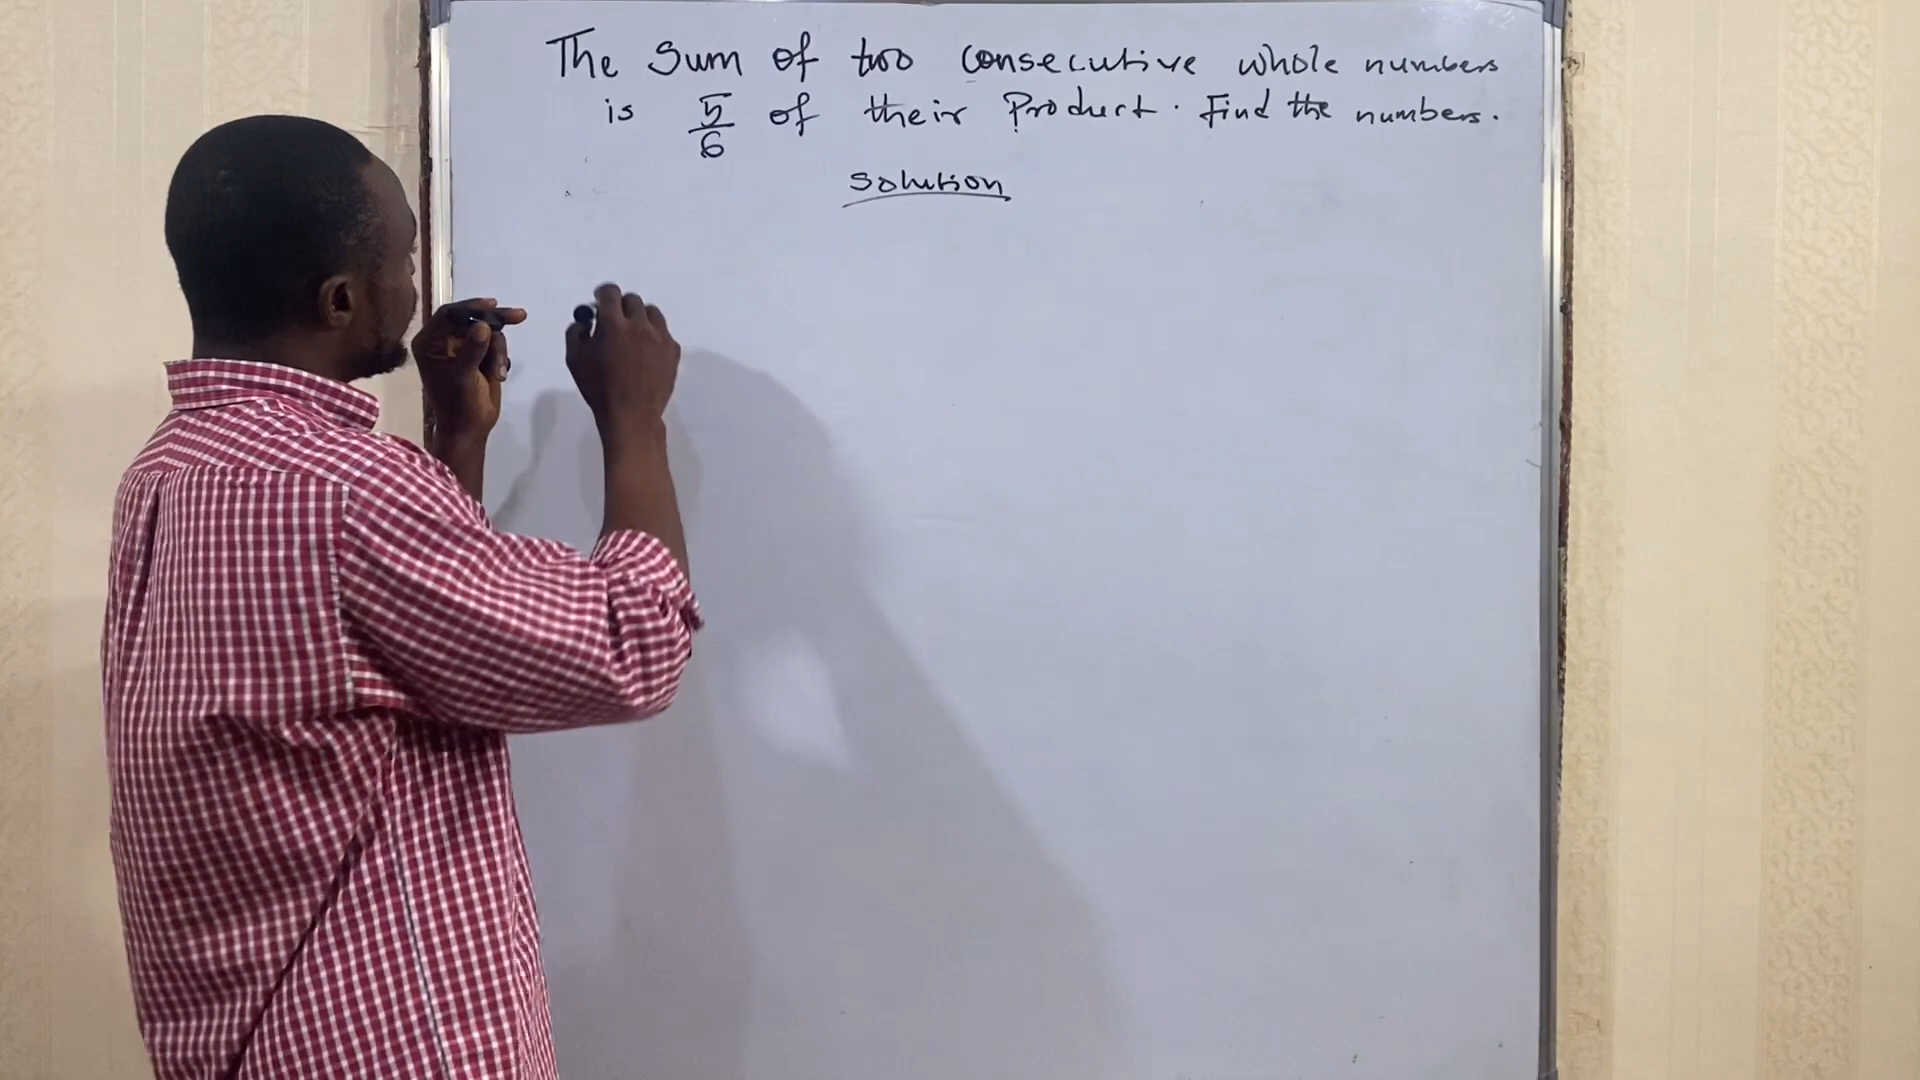 The Sum of two consecutive whole numbers
is 5/6 of their Product. Find the numbers.
Solution